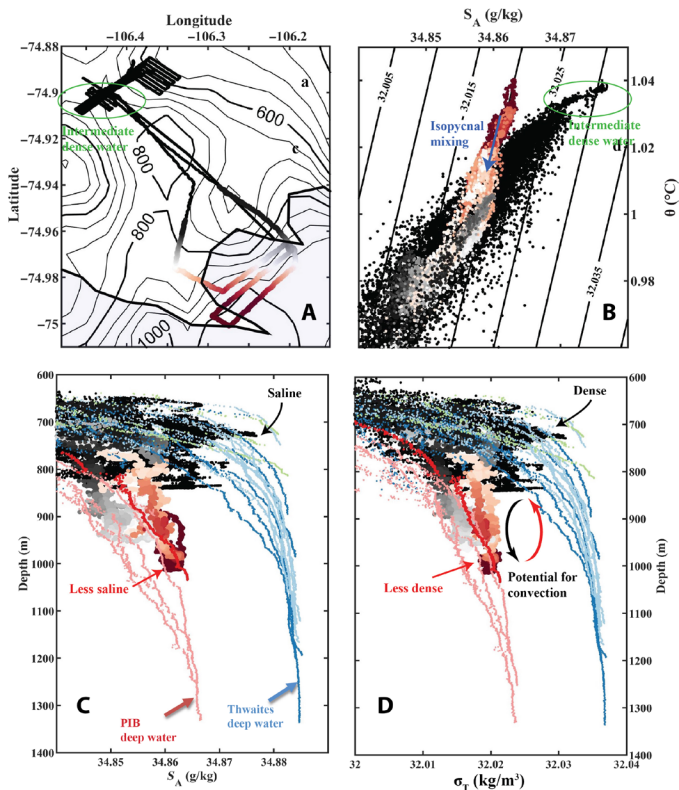 Longitude
-106.4
-106.3
-106.2
-74.88
-74.9
-74.92
-74.94
-74.96
-74.98
-75
Latitude
a
600
Intermediate
dense water
c
800
800
1000
A
S_A (g/kg)
34.85
34.86
34.87
32.005
32.015
32.025
32.035
1.04
1.02
1
0.98
θ (°C)
Isopycnal
mixing
Intermediate
dense water
d
B
600
700
800
900
1000
1100
1200
1300
1400
Depth (m)
Saline
Less saline
C
PIB
deep water
Thwaites
deep water
34.85
34.86
34.87
34.88
S_A (g/kg)
Dense
Less dense
Potential for
convection
D
600
700
800
900
1000
1100
1200
1300
1400
Depth (m)
32
32.01
32.02
32.03
32.04
σ_T (kg/m³)